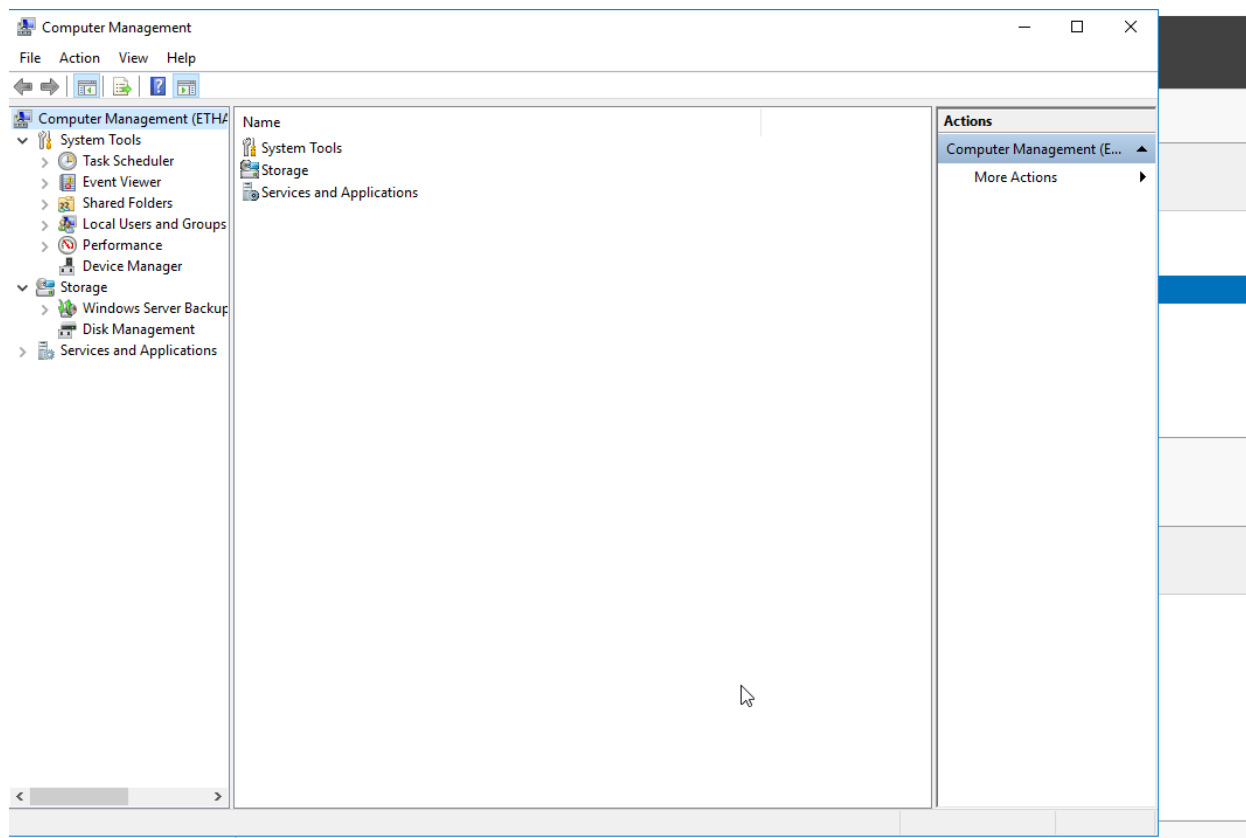 Computer Management
File Action View Help
Computer Management (ETHA
System Tools
Task Scheduler
Event Viewer
Shared Folders
Local Users and Groups
Performance
Device Manager
Storage
Windows Server Backup
Disk Management
Services and Applications
Name
System Tools
Storage
Services and Applications
Actions
Computer Management (E...
More Actions